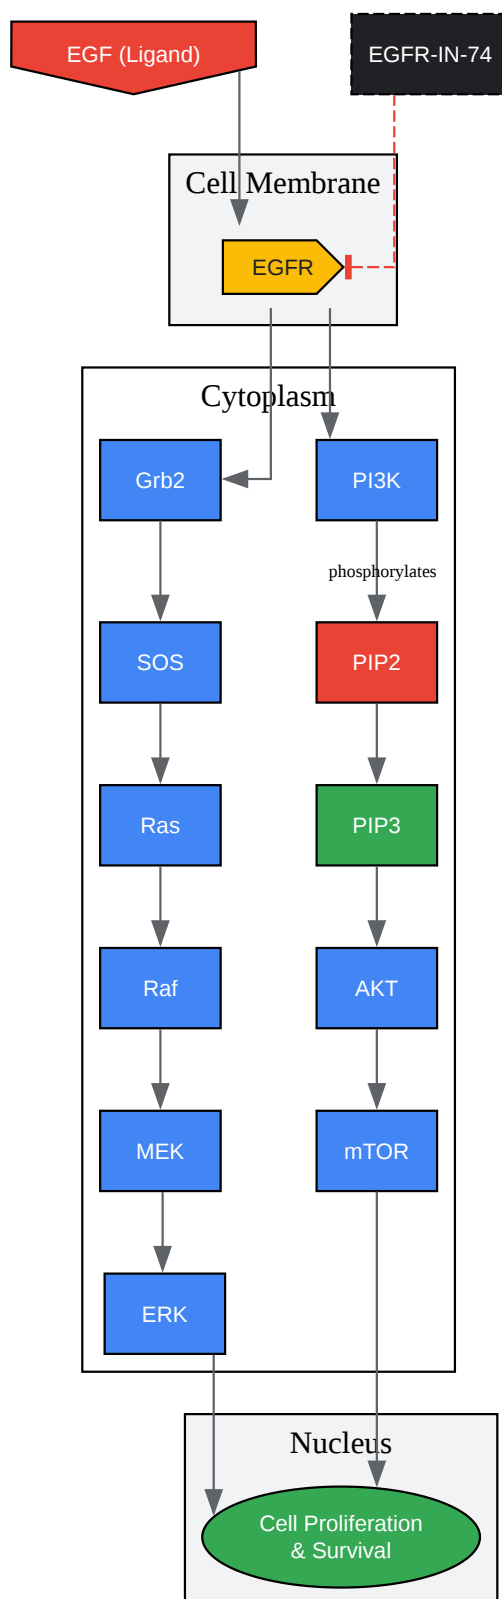 EGF (Ligand)
EGFR-IN-74
Cell Membrane
EGFR
Cytoplasm
Grb2
PI3K
phosphorylates
SOS
PIP2
Ras
PIP3
Raf
AKT
MEK
mTOR
ERK
Nucleus
Cell Proliferation
& Survival